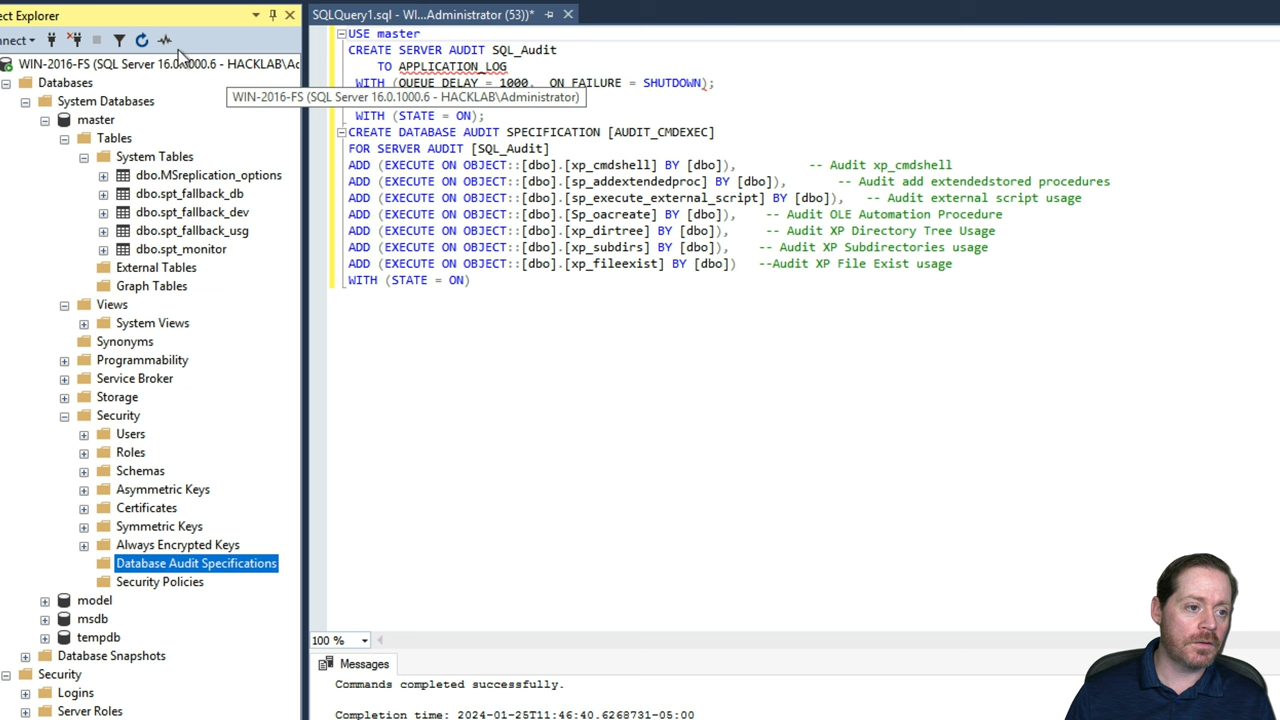 ect Explorer
nnect
WIN-2016-FS (SQL Server 16.0.1000.6 - HACKLAB\Ac
Databases
System Databases
master
Tables
System Tables
dbo.MSreplication_options
dbo.spt_fallback_db
dbo.spt_fallback_dev
dbo.spt_fallback_usg
dbo.spt_monitor
External Tables
Graph Tables
Views
System Views
Synonyms
Programmability
Service Broker
Storage
Security
Users
Roles
Schemas
Asymmetric Keys
Certificates
Symmetric Keys
Always Encrypted Keys
Database Audit Specifications
Security Policies
model
msdb
tempdb
Database Snapshots
Security
Logins
Server Roles
SQLQuery1.sql - WI...Administrator (53))*
USE master
CREATE SERVER AUDIT SQL_Audit
TO APPLICATION_LOG
WITH (QUEUE_DELAY = 1000, ON_FAILURE = SHUTDOWN);
WIN-2016-FS (SQL Server 16.0.1000.6 - HACKLAB\Administrator)
WITH (STATE = ON);
CREATE DATABASE AUDIT SPECIFICATION [AUDIT_CMDEXEC]
FOR SERVER AUDIT [SQL_Audit]
ADD (EXECUTE ON OBJECT::[dbo].[xp_cmdshell] BY [dbo]), -- Audit xp_cmdshell
ADD (EXECUTE ON OBJECT::[dbo].[sp_addextendedproc] BY [dbo]), -- Audit add extendedstored procedures
ADD (EXECUTE ON OBJECT::[dbo].[sp_execute_external_script] BY [dbo]), -- Audit external script usage
ADD (EXECUTE ON OBJECT::[dbo].[Sp_oacreate] BY [dbo]), -- Audit OLE Automation Procedure
ADD (EXECUTE ON OBJECT::[dbo].[xp_dirtree] BY [dbo]), -- Audit XP Directory Tree Usage
ADD (EXECUTE ON OBJECT::[dbo].[xp_subdirs] BY [dbo]), -- Audit XP Subdirectories usage
ADD (EXECUTE ON OBJECT::[dbo].[xp_fileexist] BY [dbo]) --Audit XP File Exist usage
WITH (STATE = ON)
100 %
Messages
Commands completed successfully.
Completion time: 2024-01-25T11:46:40.6268731-05:00